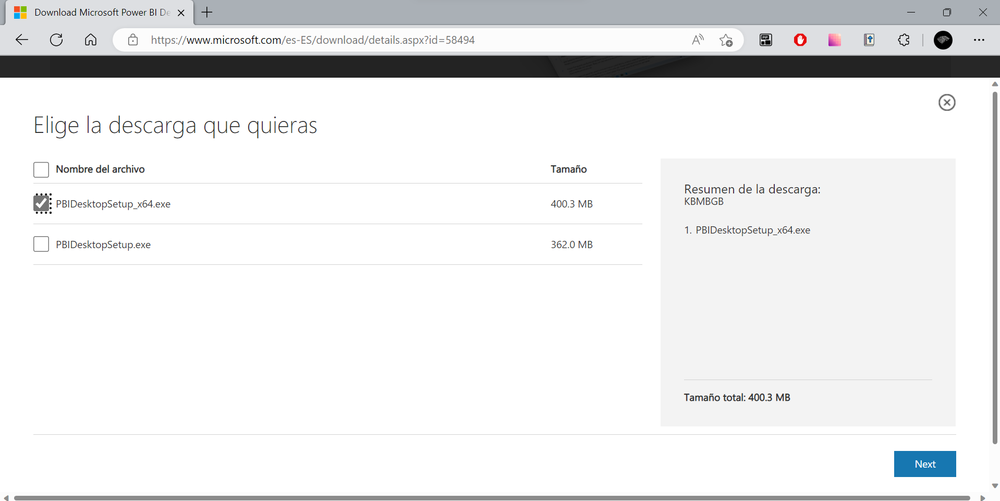 Download Microsoft Power BI De
https://www.microsoft.com/es-ES/download/details.aspx?id=58494
Elige la descarga que quieras
Nombre del archivo Tamaño
PBIDesktopSetup_x64.exe 400.3 MB
PBIDesktopSetup.exe 362.0 MB
Resumen de la descarga:
KBMBGB
1. PBIDesktopSetup_x64.exe
Tamaño total: 400.3 MB
Next